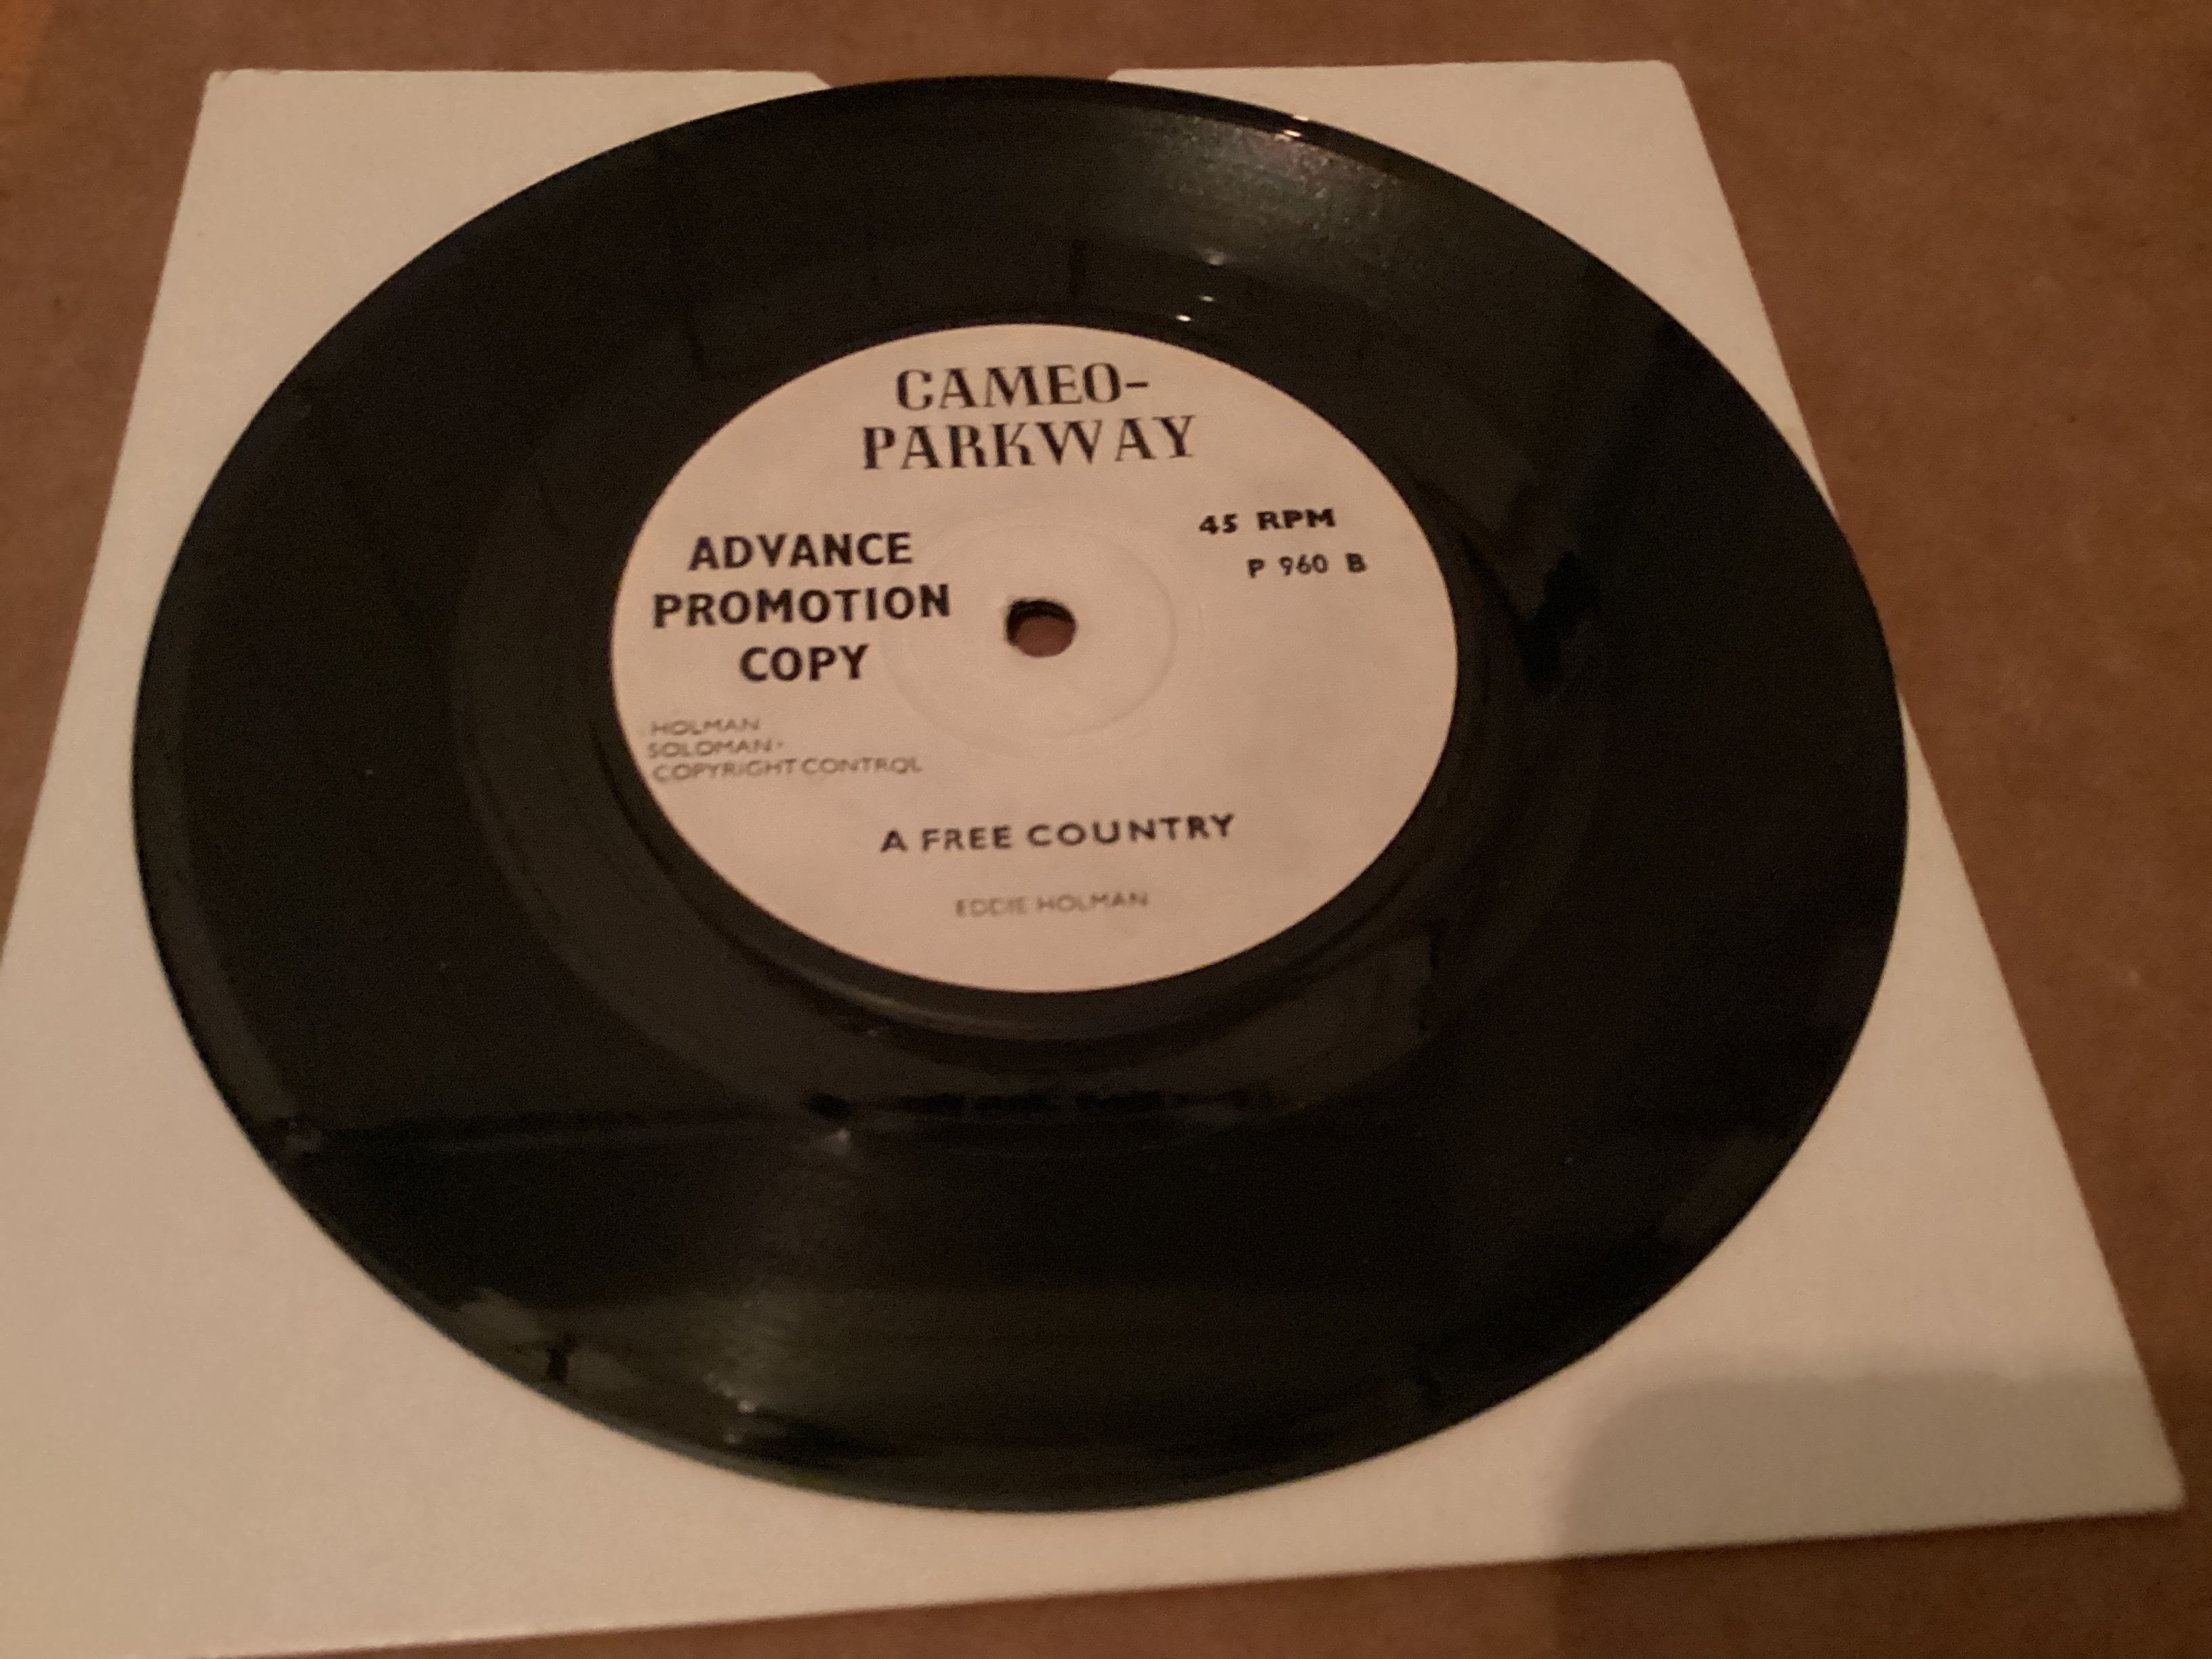 CAMEO-
PARKWAY
45 RPM
P 960 B
ADVANCE
PROMOTION
COPY
HOLMAN
SOLOMAN
COPYRIGHT CONTROL
A FREE COUNTRY
EDDIE HOLMAN